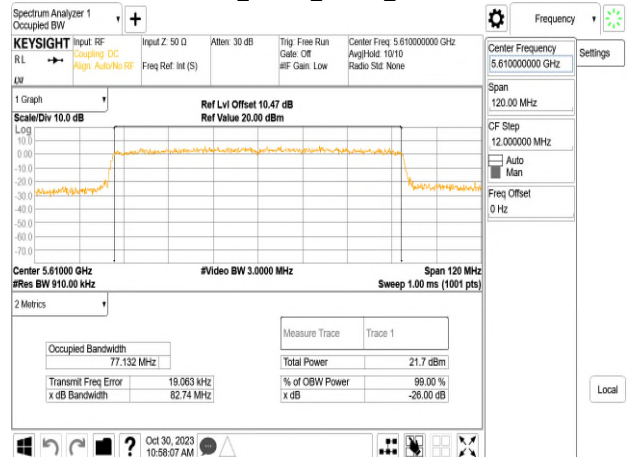 Spectrum Analyzer 1
Occupied BW
+
Frequency
KEYSIGHT
RL
Input: RF
Coupling: DC
Align: Auto/No RF
Input Z: 50 Ω
Freq Ref: Int (S)
Atten: 30 dB
Trig: Free Run
Gate: Off
#IF Gain: Low
Center Freq: 5.610000000 GHz
Avg|Hold: 10/10
Radio Std: None
Center Frequency
5.610000000 GHz
Settings
Span
120.00 MHz
CF Step
12.000000 MHz
Auto
Man
Freq Offset
0 Hz
Local
1 Graph
Scale/Div 10.0 dB
Ref Lvl Offset 10.47 dB
Ref Value 20.00 dBm
Log
10.0
0.00
-10.0
-20.0
-30.0
-40.0
-50.0
-60.0
-70.0
Center 5.61000 GHz
#Video BW 3.0000 MHz
Span 120 MHz
#Res BW 910.00 kHz
Sweep 1.00 ms (1001 pts)
2 Metrics
Measure Trace Trace 1
Occupied Bandwidth
77.132 MHz
Total Power 21.7 dBm
Transmit Freq Error 19.063 kHz
% of OBW Power 99.00 %
x dB Bandwidth 82.74 MHz
x dB -26.00 dB
?
Oct 30, 2023
10:58:07 AM